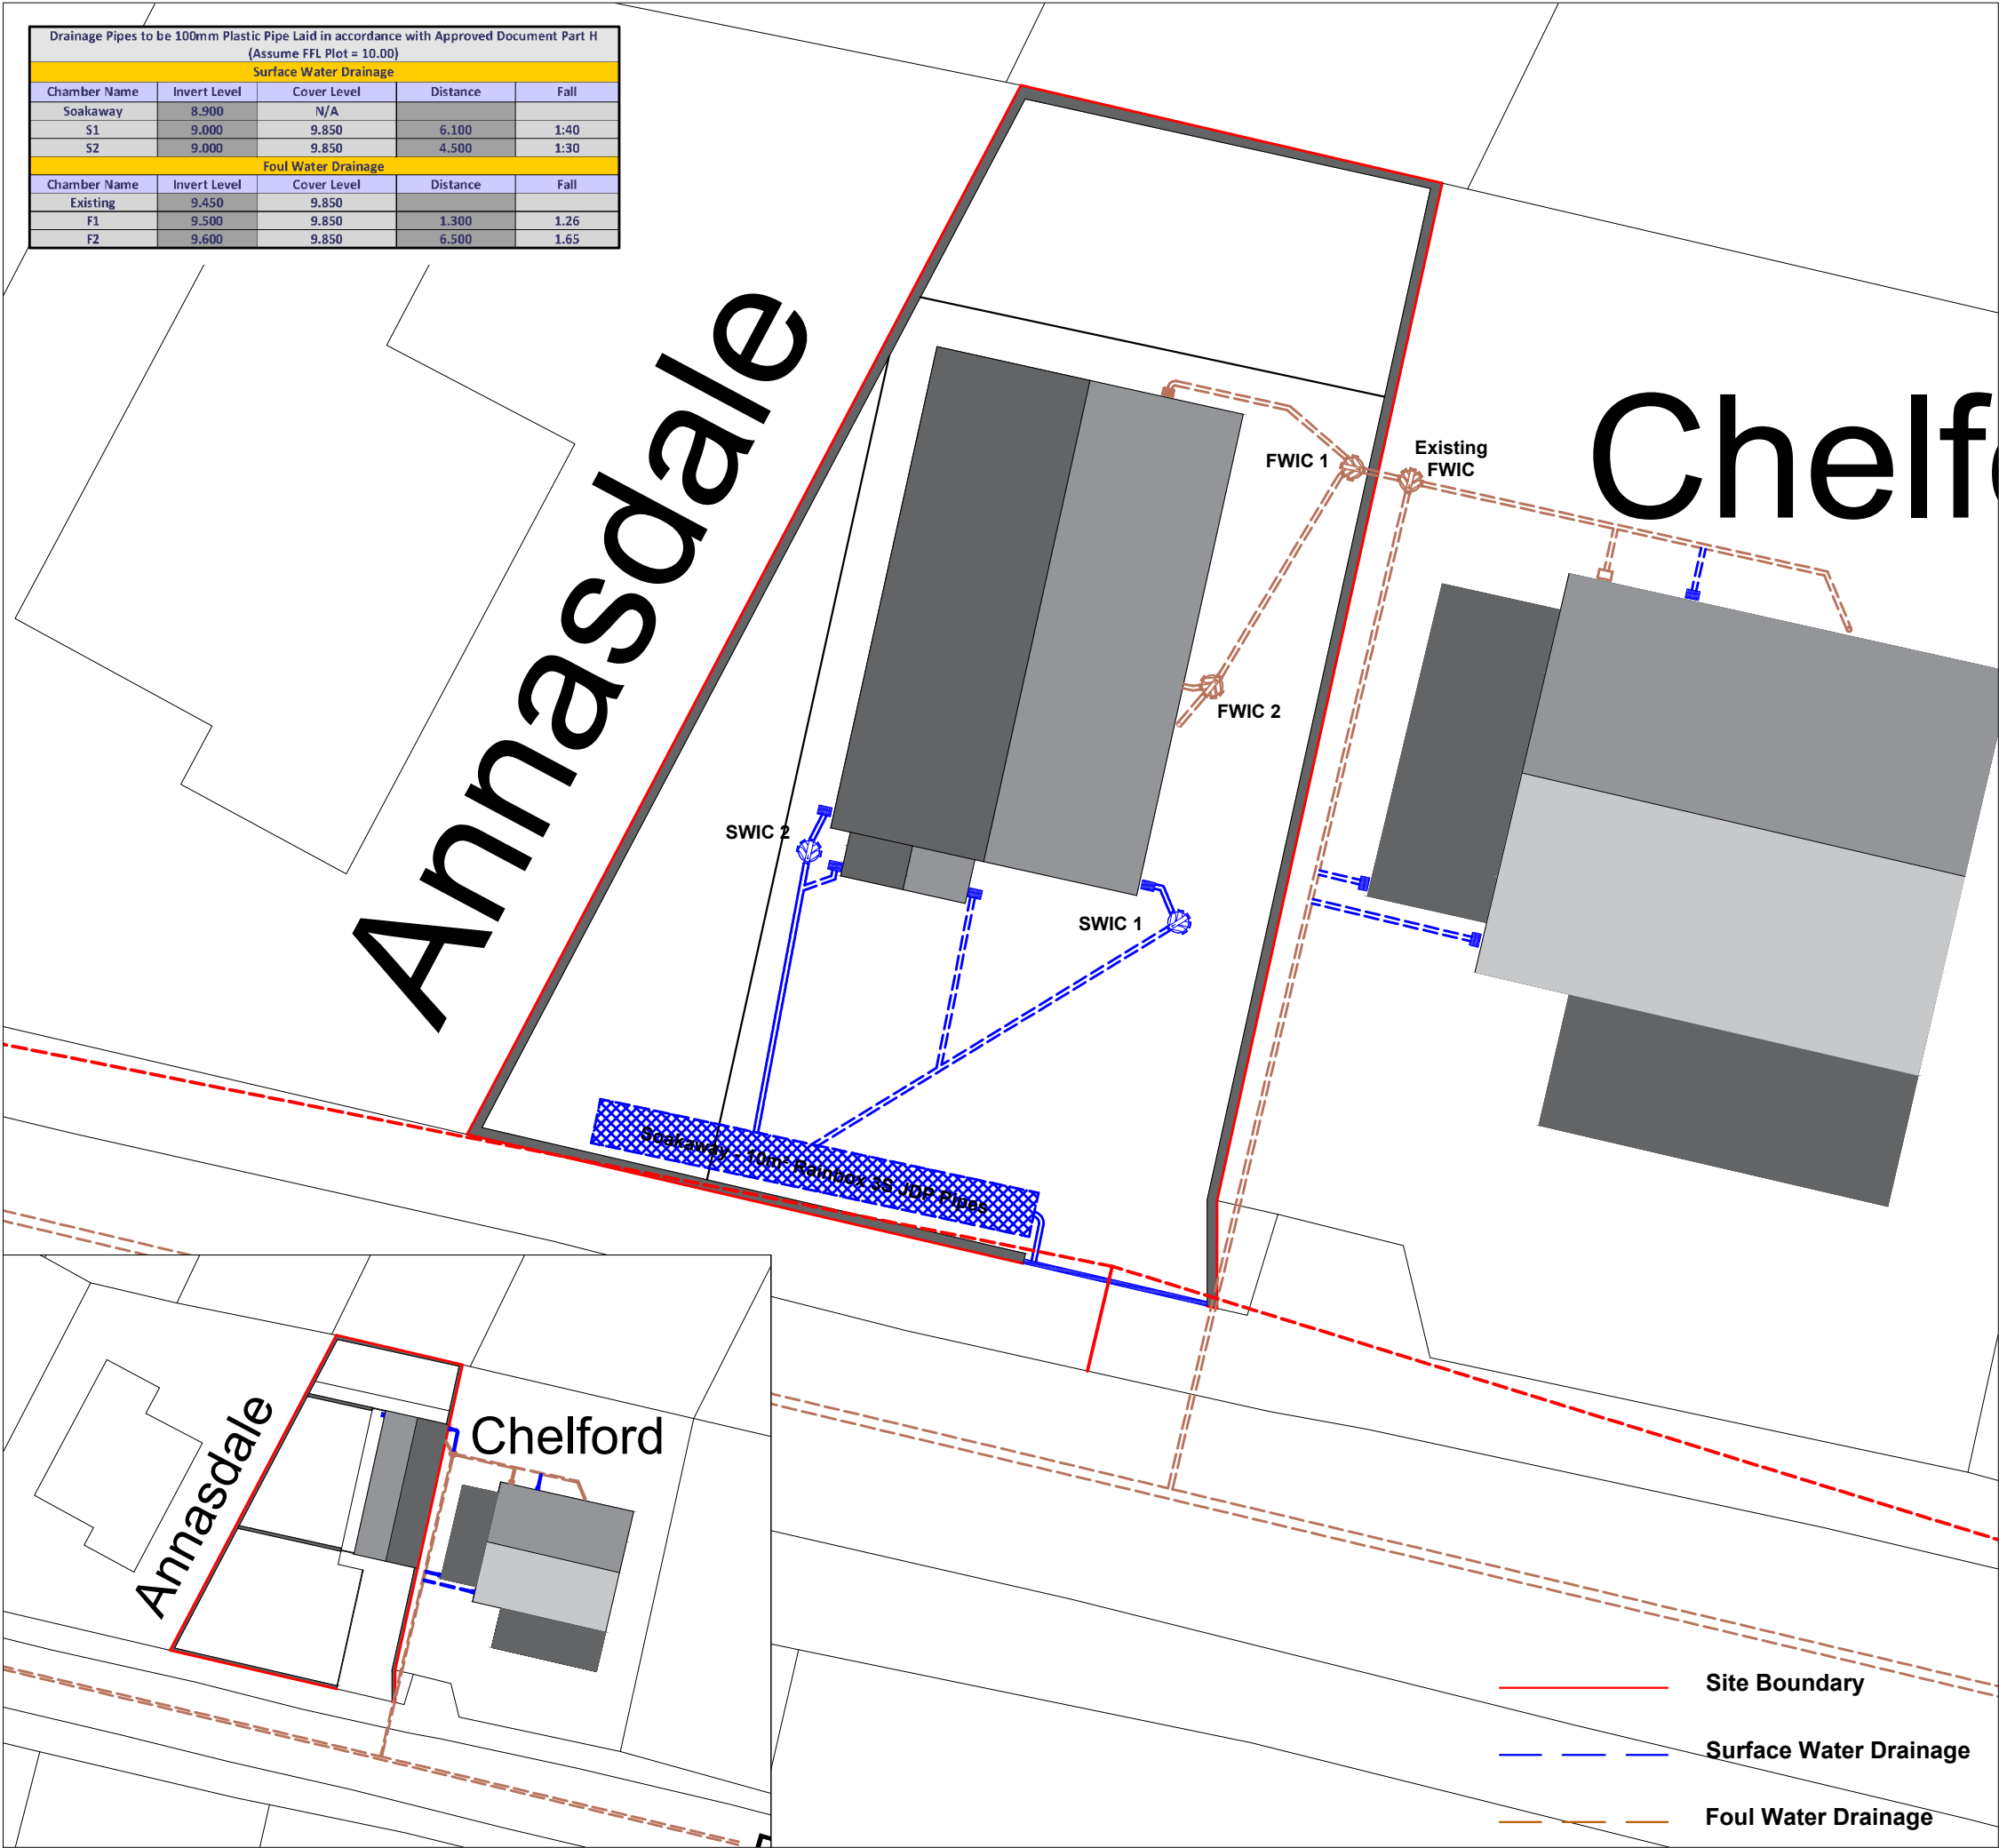 Drainage Pipes to be 100mm Plastic Pipe Laid in accordance with Approved Document Part H
(Assume FFL Plot = 10.00)
Surface Water Drainage
Chamber Name Invert Level Cover Level Distance Fall
Soakaway 8.900 N/A
S1 9.000 9.850 6.100 1:40
S2 9.000 9.850 4.500 1:30
Foul Water Drainage
Chamber Name Invert Level Cover Level Distance Fall
Existing 9.450 9.850
F1 9.500 9.850 1.300 1.26
F2 9.600 9.850 6.500 1.65
Annasdale
Chelfo
FWIC 1
Existing
FWIC
FWIC 2
SWIC 2
SWIC 1
Soakaway - 10m² Rainbox 3S JDP Pipes
Annasdale
Chelford
Site Boundary
Surface Water Drainage
Foul Water Drainage